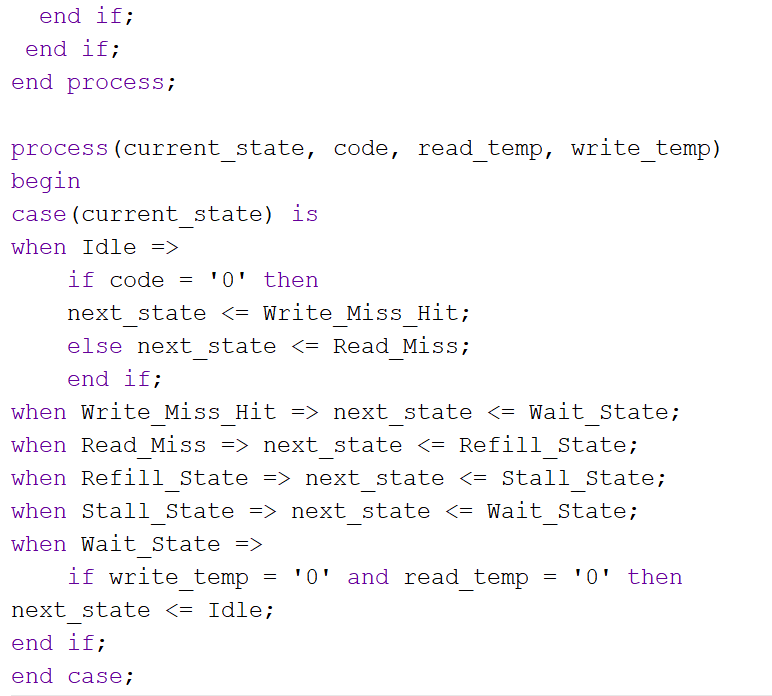 end if;
 end if;
end process;

process(current_state, code, read_temp, write_temp)
begin
case(current_state) is
when Idle =>
    if code = '0' then
    next_state <= Write_Miss_Hit;
    else next_state <= Read_Miss;
    end if;
when Write_Miss_Hit => next_state <= Wait_State;
when Read_Miss => next_state <= Refill_State;
when Refill_State => next_state <= Stall_State;
when Stall_State => next_state <= Wait_State;
when Wait_State =>
    if write_temp = '0' and read_temp = '0' then
next_state <= Idle;
end if;
end case;